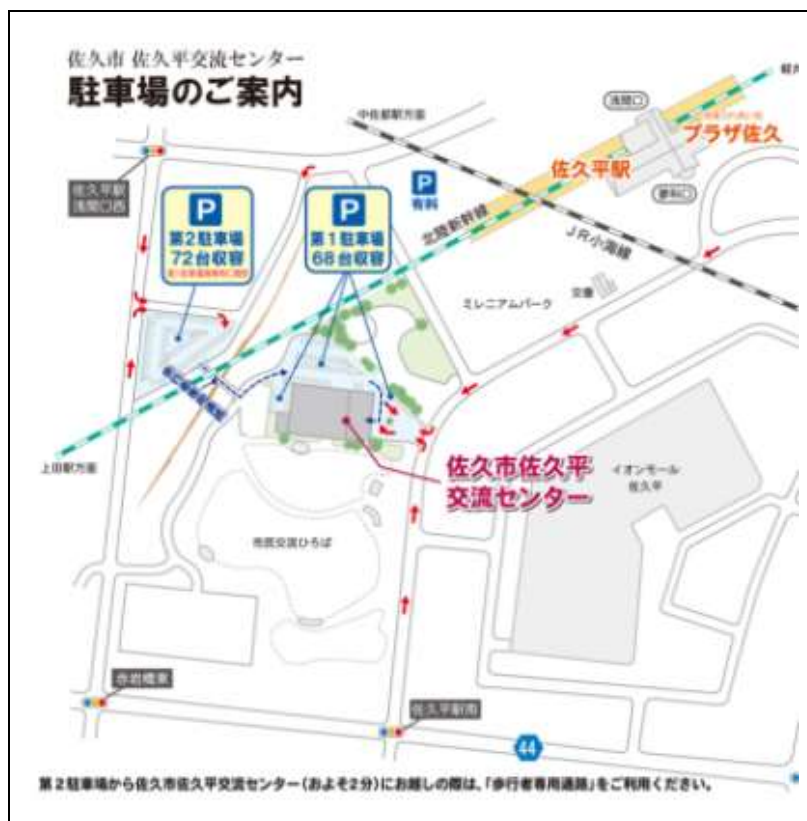 佐久市 佐久平交流センター
駐車場のご案内
中佐都駅方面
浅間口
プラザ佐久
佐久平駅
蓼科口
佐久平駅
浅間口西
P
第2駐車場
72台収容
P
第1駐車場
68台収容
P
有料
北陸新幹線
JR小海線
交番
ミレニアムパーク
上田駅方面
佐久市佐久平
交流センター
イオンモール
佐久平
市民交流ひろば
赤岩橋東
佐久平駅南
44
第2駐車場から佐久市佐久平交流センター(およそ2分)にお越しの際は、「歩行者専用通路」をご利用ください。